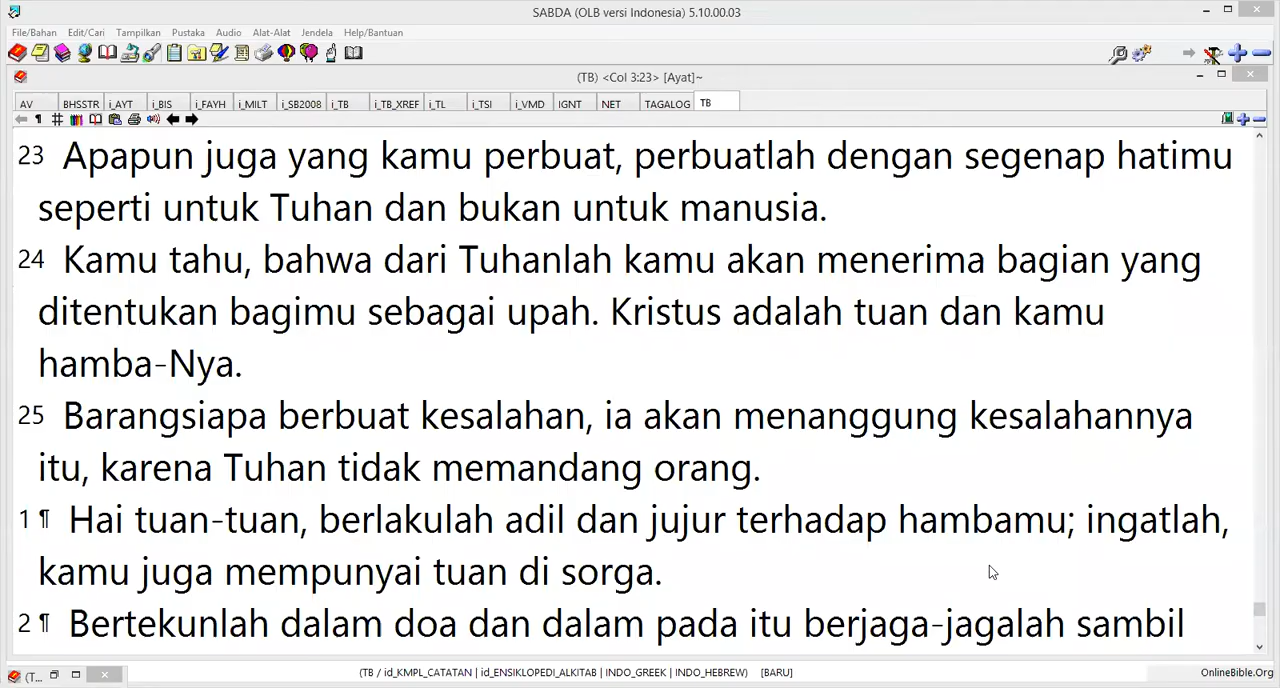 SABDA (OLB versi Indonesia) 5.10.00.03
File/Bahan Edit/Cari Tampilkan Pustaka Audio Alat-Alat Jendela Help/Bantuan
(TB) <Col 3:23> [Ayat]~
AV BHSSTR i_AYT i_BIS i_FAYH i_MILT i_SB2008 i_TB i_TB_XREF i_TL i_TSI i_VMD IGNT NET TAGALOG TB
23 Apapun juga yang kamu perbuat, perbuatlah dengan segenap hatimu
seperti untuk Tuhan dan bukan untuk manusia.
24 Kamu tahu, bahwa dari Tuhanlah kamu akan menerima bagian yang
ditentukan bagimu sebagai upah. Kristus adalah tuan dan kamu
hamba-Nya.
25 Barangsiapa berbuat kesalahan, ia akan menanggung kesalahannya
itu, karena Tuhan tidak memandang orang.
1 ¶ Hai tuan-tuan, berlakulah adil dan jujur terhadap hambamu; ingatlah,
kamu juga mempunyai tuan di sorga.
2 ¶ Bertekunlah dalam doa dan dalam pada itu berjaga-jagalah sambil
(T... (TB / id_KMPL_CATATAN | id_ENSIKLOPEDI_ALKITAB | INDO_GREEK | INDO_HEBREW) [BARU] OnlineBible.Org